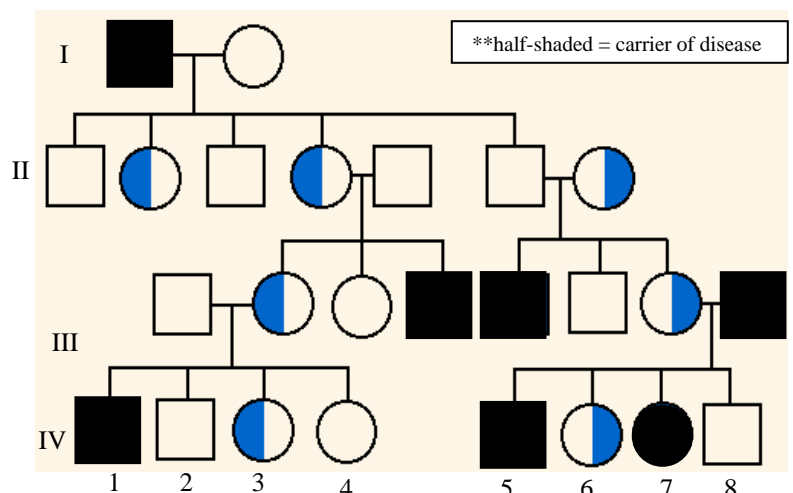 I
**half-shaded = carrier of disease
II
III
IV
1 2 3 4 5 6 7 8